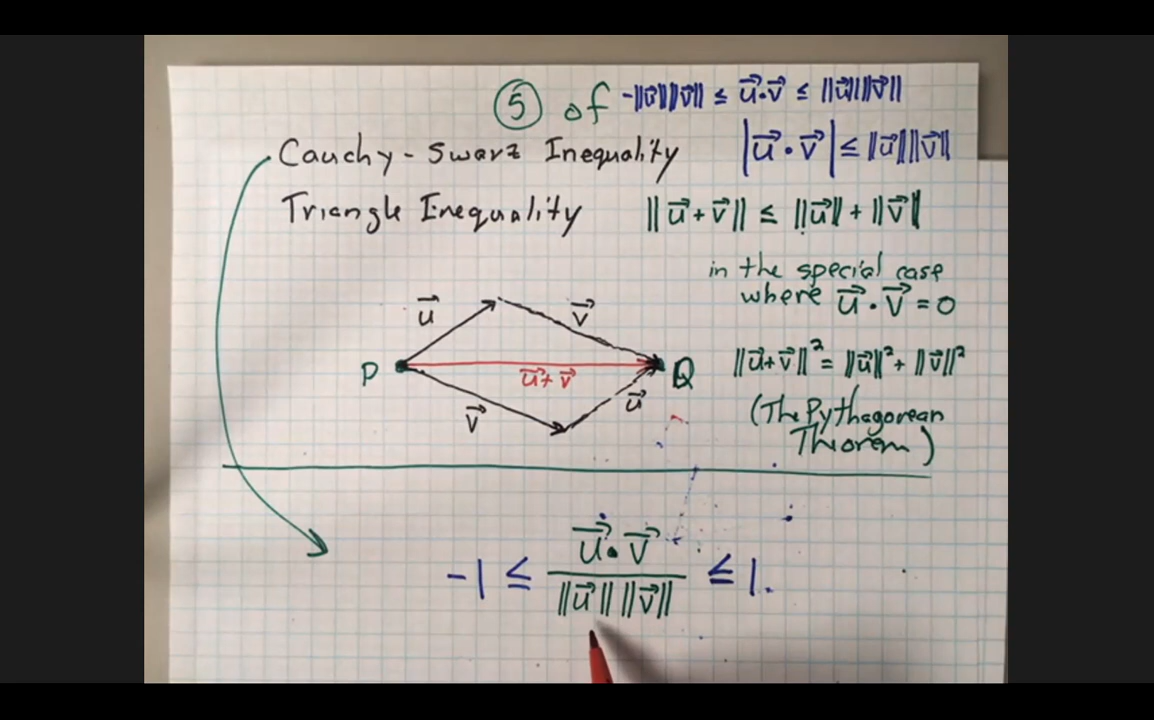 ⑤ of -||u⃗||||v⃗|| ≤ u⃗·v⃗ ≤ ||u⃗||||v⃗||
Cauchy-Swarz Inequality |u⃗·v⃗| ≤ ||u⃗||||v⃗||
Triangle Inequality ||u⃗+v⃗|| ≤ ||u⃗|| + ||v⃗||
in the special case
where u⃗·v⃗ = 0
u⃗ v⃗
P u⃗+v⃗ Q
v⃗ u⃗
||u⃗+v⃗||² = ||u⃗||² + ||v⃗||²
(The Pythagorean
Thiorem)
-1 ≤ u⃗·v⃗ / ||u⃗|| ||v⃗|| ≤ 1.